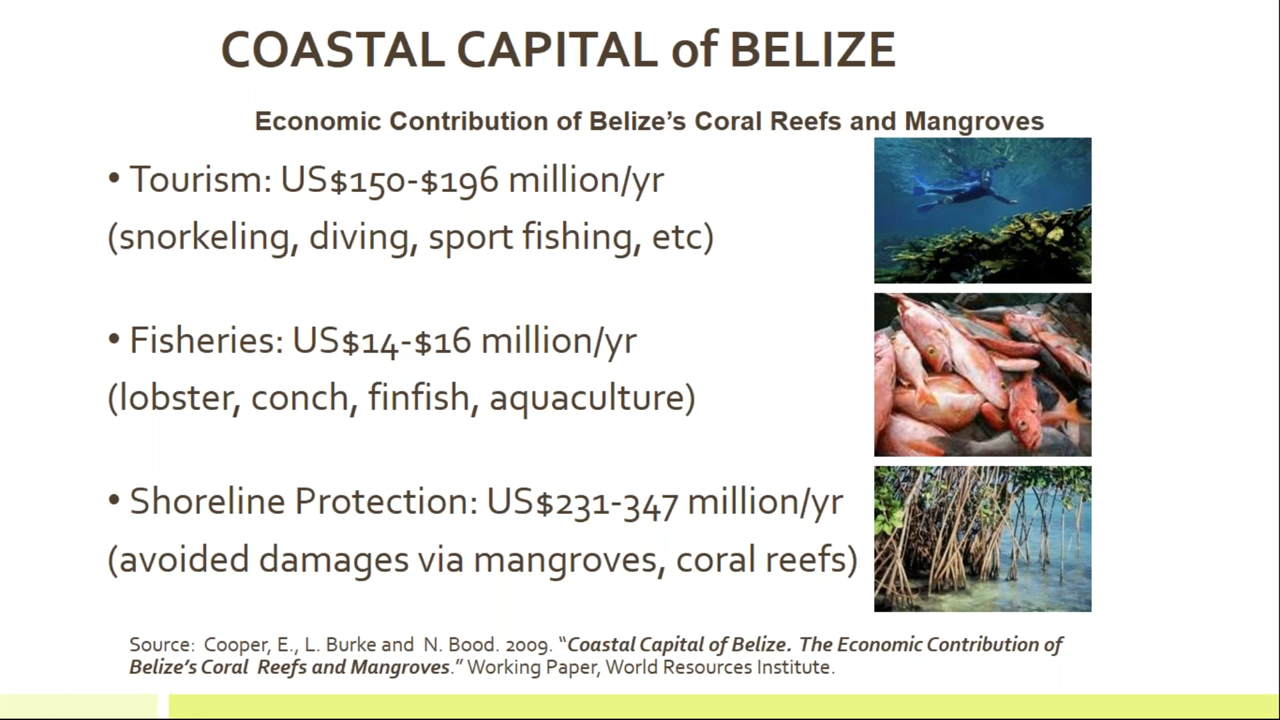 COASTAL CAPITAL of BELIZE
Economic Contribution of Belize's Coral Reefs and Mangroves
• Tourism: US$150-$196 million/yr
(snorkeling, diving, sport fishing, etc)
• Fisheries: US$14-$16 million/yr
(lobster, conch, finfish, aquaculture)
• Shoreline Protection: US$231-347 million/yr
(avoided damages via mangroves, coral reefs)
Source: Cooper, E., L. Burke and N. Bood. 2009. “Coastal Capital of Belize. The Economic Contribution of
Belize's Coral Reefs and Mangroves.” Working Paper, World Resources Institute.